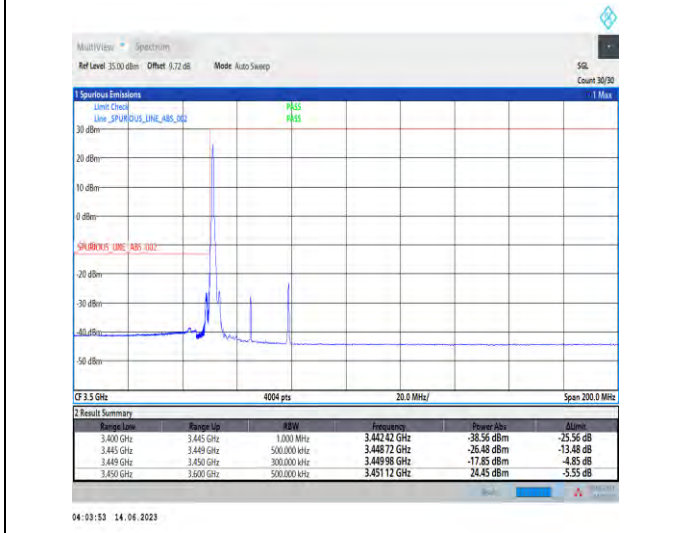 MultiView Spectrum
Ref Level 35.00 dBm Offset 9.72 dB Mode Auto Sweep SGL
Count 30/30
1 Spurious Emissions 1 Max
Limit Check PASS
Line _SPURIOUS_LINE_ABS_002 PASS
30 dBm
20 dBm
10 dBm
0 dBm
SPURIOUS_LINE_ABS_002
-20 dBm
-30 dBm
-40 dBm
-50 dBm
CF 3.5 GHz 4004 pts 20.0 MHz/ Span 200.0 MHz
2 Result Summary
Range Low Range Up RBW Frequency Power Abs ΔLimit
3.400 GHz 3.445 GHz 1.000 MHz 3.442 42 GHz -38.56 dBm -25.56 dB
3.445 GHz 3.449 GHz 500.000 kHz 3.448 72 GHz -26.48 dBm -13.48 dB
3.449 GHz 3.450 GHz 300.000 kHz 3.449 98 GHz -17.85 dBm -4.85 dB
3.450 GHz 3.600 GHz 500.000 kHz 3.451 12 GHz 24.45 dBm -5.55 dB
04:03:53 14.06.2023